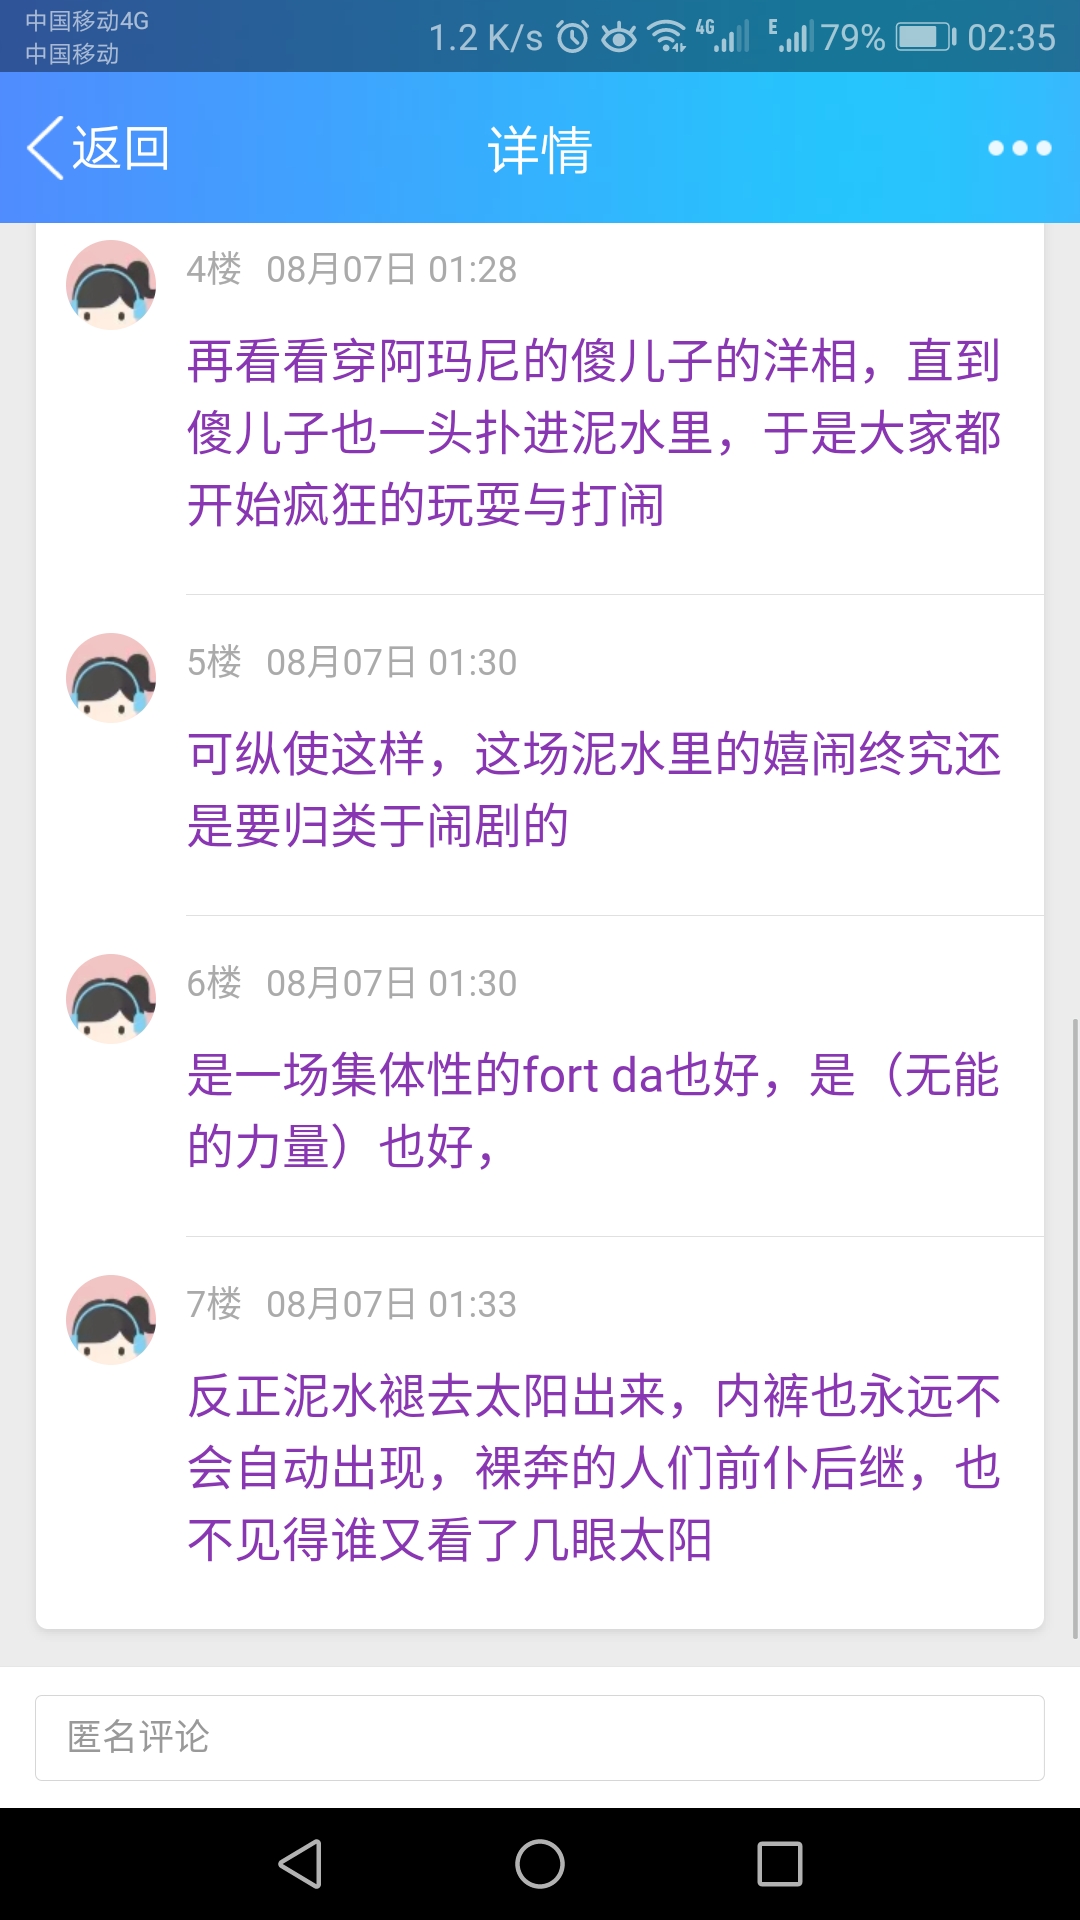 中国移动4G
中国移动
1.2 K/s 4G E 79% 02:35
返回 详情
4楼 08月07日 01:28
再看看穿阿玛尼的傻儿子的洋相，直到
傻儿子也一头扑进泥水里，于是大家都
开始疯狂的玩耍与打闹
5楼 08月07日 01:30
可纵使这样，这场泥水里的嬉闹终究还
是要归类于闹剧的
6楼 08月07日 01:30
是一场集体性的fort da也好，是（无能
的力量）也好，
7楼 08月07日 01:33
反正泥水褪去太阳出来，内裤也永远不
会自动出现，裸奔的人们前仆后继，也
不见得谁又看了几眼太阳
匿名评论